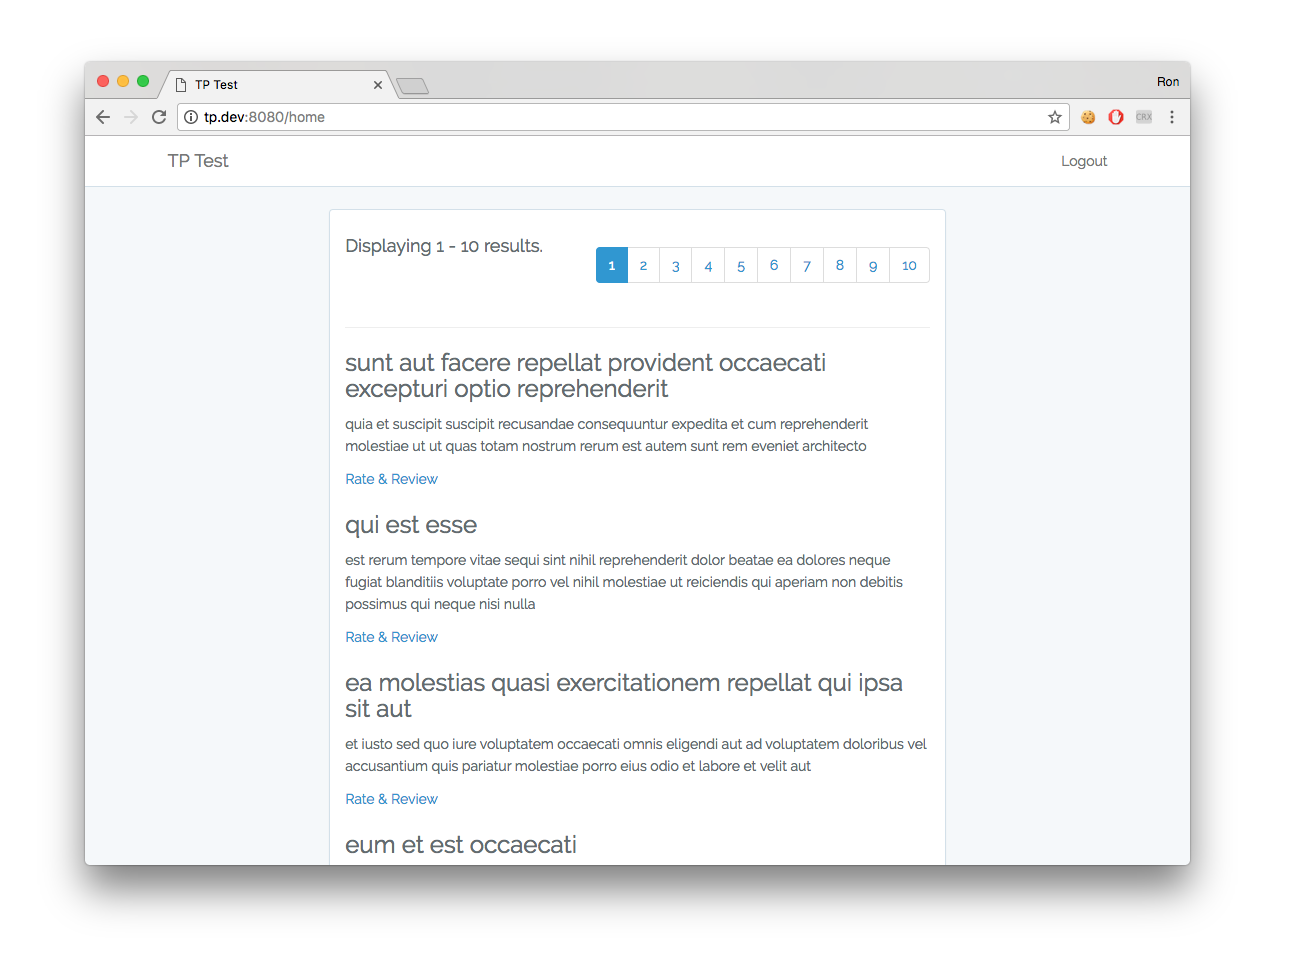 TP Test
Ron
tp.dev:8080/home
CRX
TP Test
Logout
Displaying 1 - 10 results.
1 2 3 4 5 6 7 8 9 10
sunt aut facere repellat provident occaecati
excepturi optio reprehenderit
quia et suscipit suscipit recusandae consequuntur expedita et cum reprehenderit
molestiae ut ut quas totam nostrum rerum est autem sunt rem eveniet architecto
Rate & Review
qui est esse
est rerum tempore vitae sequi sint nihil reprehenderit dolor beatae ea dolores neque
fugiat blanditiis voluptate porro vel nihil molestiae ut reiciendis qui aperiam non debitis
possimus qui neque nisi nulla
Rate & Review
ea molestias quasi exercitationem repellat qui ipsa
sit aut
et iusto sed quo iure voluptatem occaecati omnis eligendi aut ad voluptatem doloribus vel
accusantium quis pariatur molestiae porro eius odio et labore et velit aut
Rate & Review
eum et est occaecati